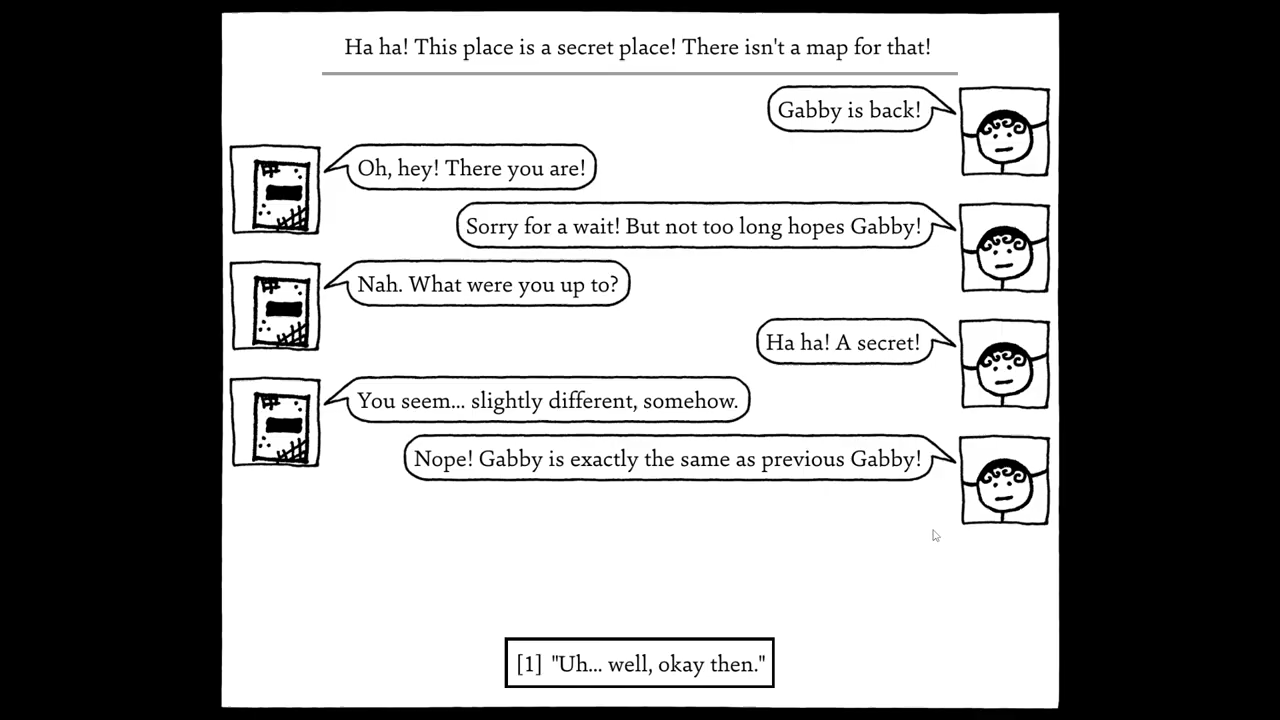 Ha ha! This place is a secret place! There isn't a map for that!
Gabby is back!
Oh, hey! There you are!
Sorry for a wait! But not too long hopes Gabby!
Nah. What were you up to?
Ha ha! A secret!
You seem... slightly different, somehow.
Nope! Gabby is exactly the same as previous Gabby!
[1] "Uh... well, okay then."